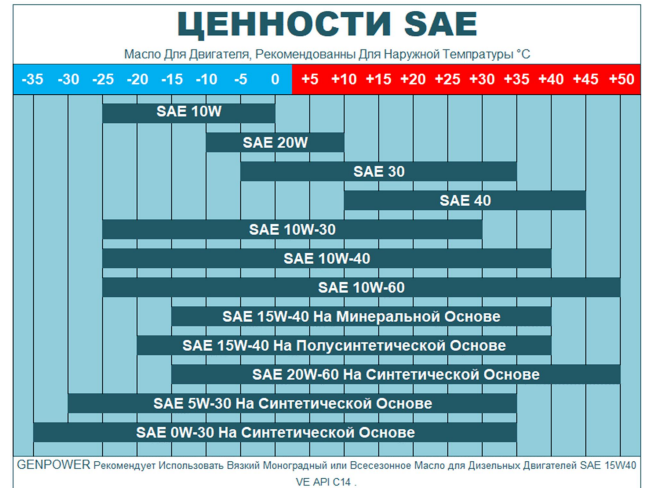 ЦЕННОСТИ SAE
Масло Для Двигателя, Рекомендованны Для Наружной Темпратуры °C
-35 -30 -25 -20 -15 -10 -5 0 +5 +10 +15 +20 +25 +30 +35 +40 +45 +50
SAE 10W
SAE 20W
SAE 30
SAE 40
SAE 10W-30
SAE 10W-40
SAE 10W-60
SAE 15W-40 На Минеральной Основе
SAE 15W-40 На Полусинтетической Основе
SAE 20W-60 На Синтетической Основе
SAE 5W-30 На Синтетической Основе
SAE 0W-30 На Синтетической Основе
GENPOWER Рекомендует Использовать Вязкий Моноградный или Всесезонное Масло для Дизельных Двигателей SAE 15W40
VE API C14 .